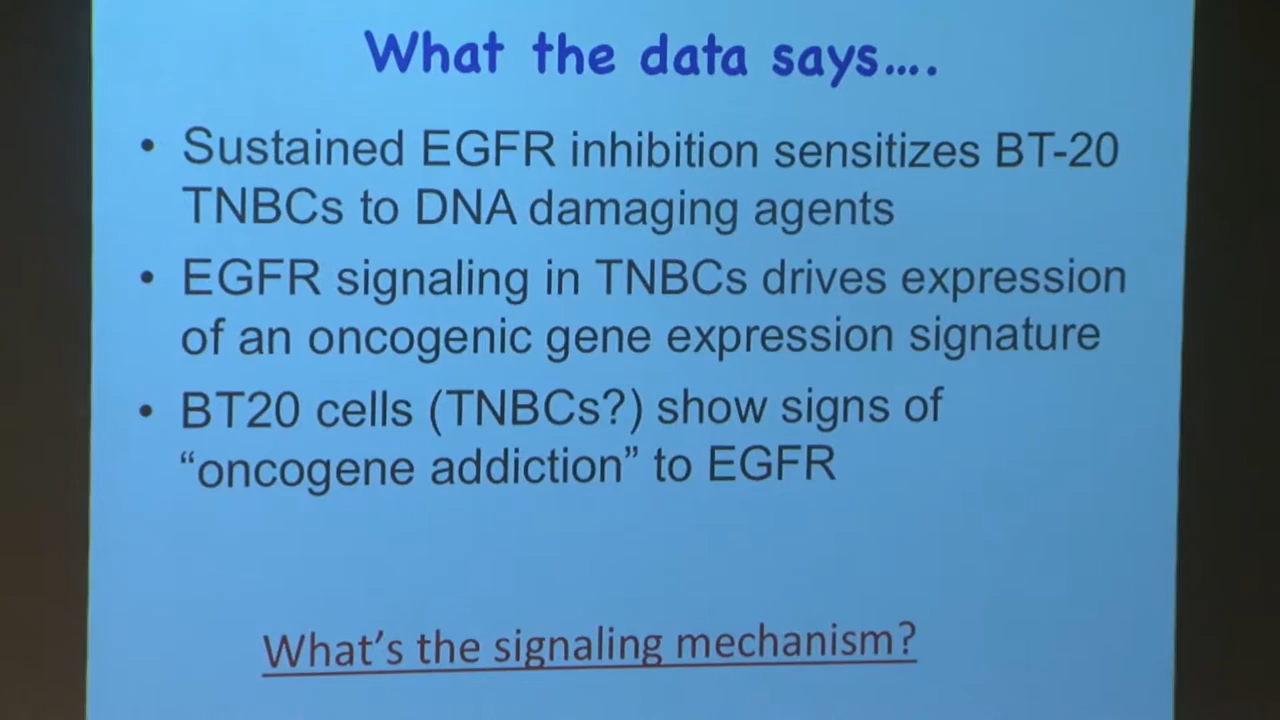 What the data says....
• Sustained EGFR inhibition sensitizes BT-20
TNBCs to DNA damaging agents
• EGFR signaling in TNBCs drives expression
of an oncogenic gene expression signature
• BT20 cells (TNBCs?) show signs of
“oncogene addiction” to EGFR
What’s the signaling mechanism?